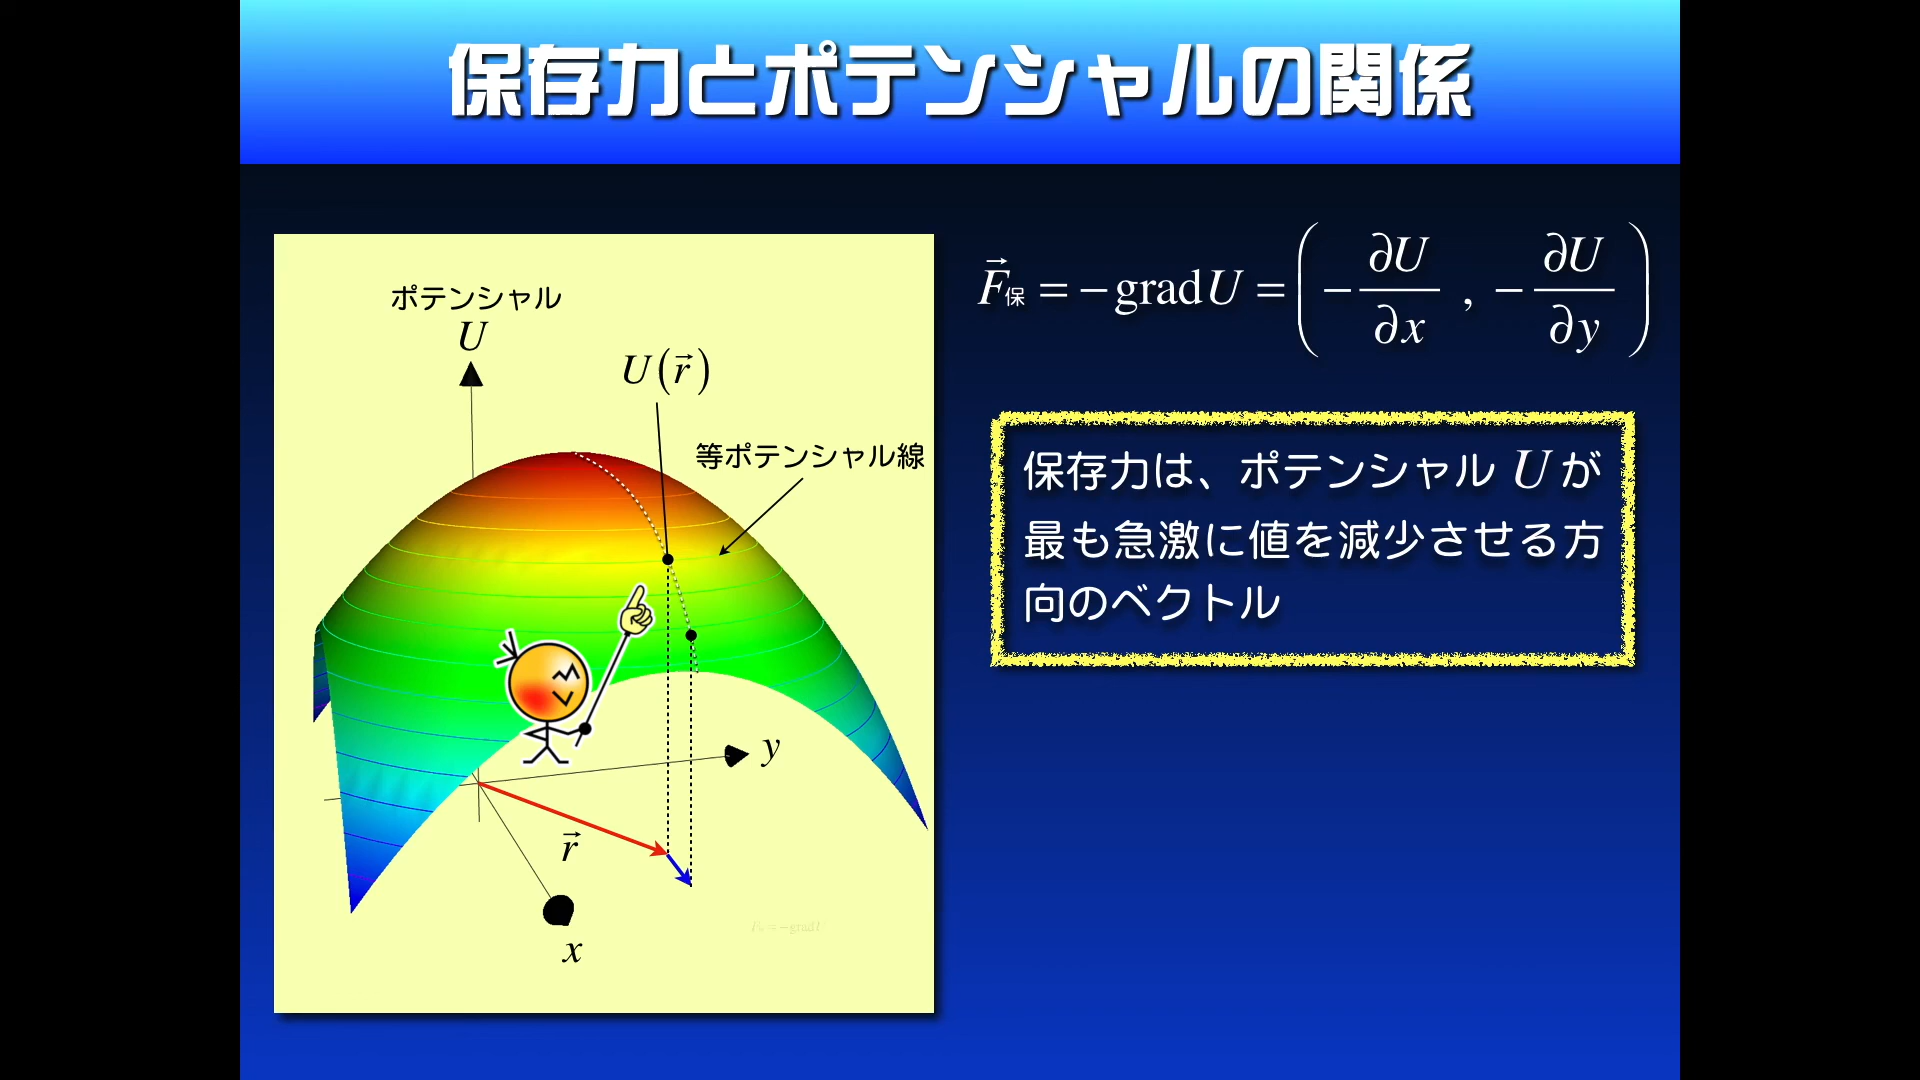 保存力とポテンシャルの関係
ポテンシャル
U
U(r⃗)
等ポテンシャル線
y
r⃗
x
F⃗保 = −grad U = ( −∂U/∂x , −∂U/∂y )
保存力は、ポテンシャル U が
最も急激に値を減少させる方
向のベクトル